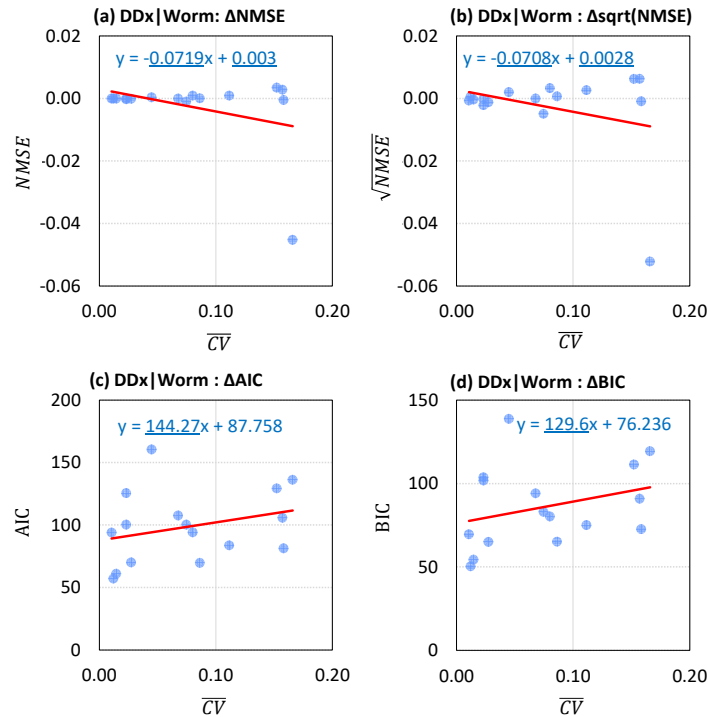 (a) DDx|Worm: ΔNMSE
y = -0.0719x + 0.003
0.02
0.00
-0.02
-0.04
-0.06
NMSE
0.00 0.10 0.20
CV
(b) DDx|Worm : Δsqrt(NMSE)
y = -0.0708x + 0.0028
0.02
0.00
-0.02
-0.04
-0.06
√NMSE
0.00 0.10 0.20
CV
(c) DDx|Worm : ΔAIC
y = 144.27x + 87.758
200
150
100
50
0
AIC
0.00 0.10 0.20
CV
(d) DDx|Worm : ΔBIC
y = 129.6x + 76.236
150
100
50
0
BIC
0.00 0.10 0.20
CV